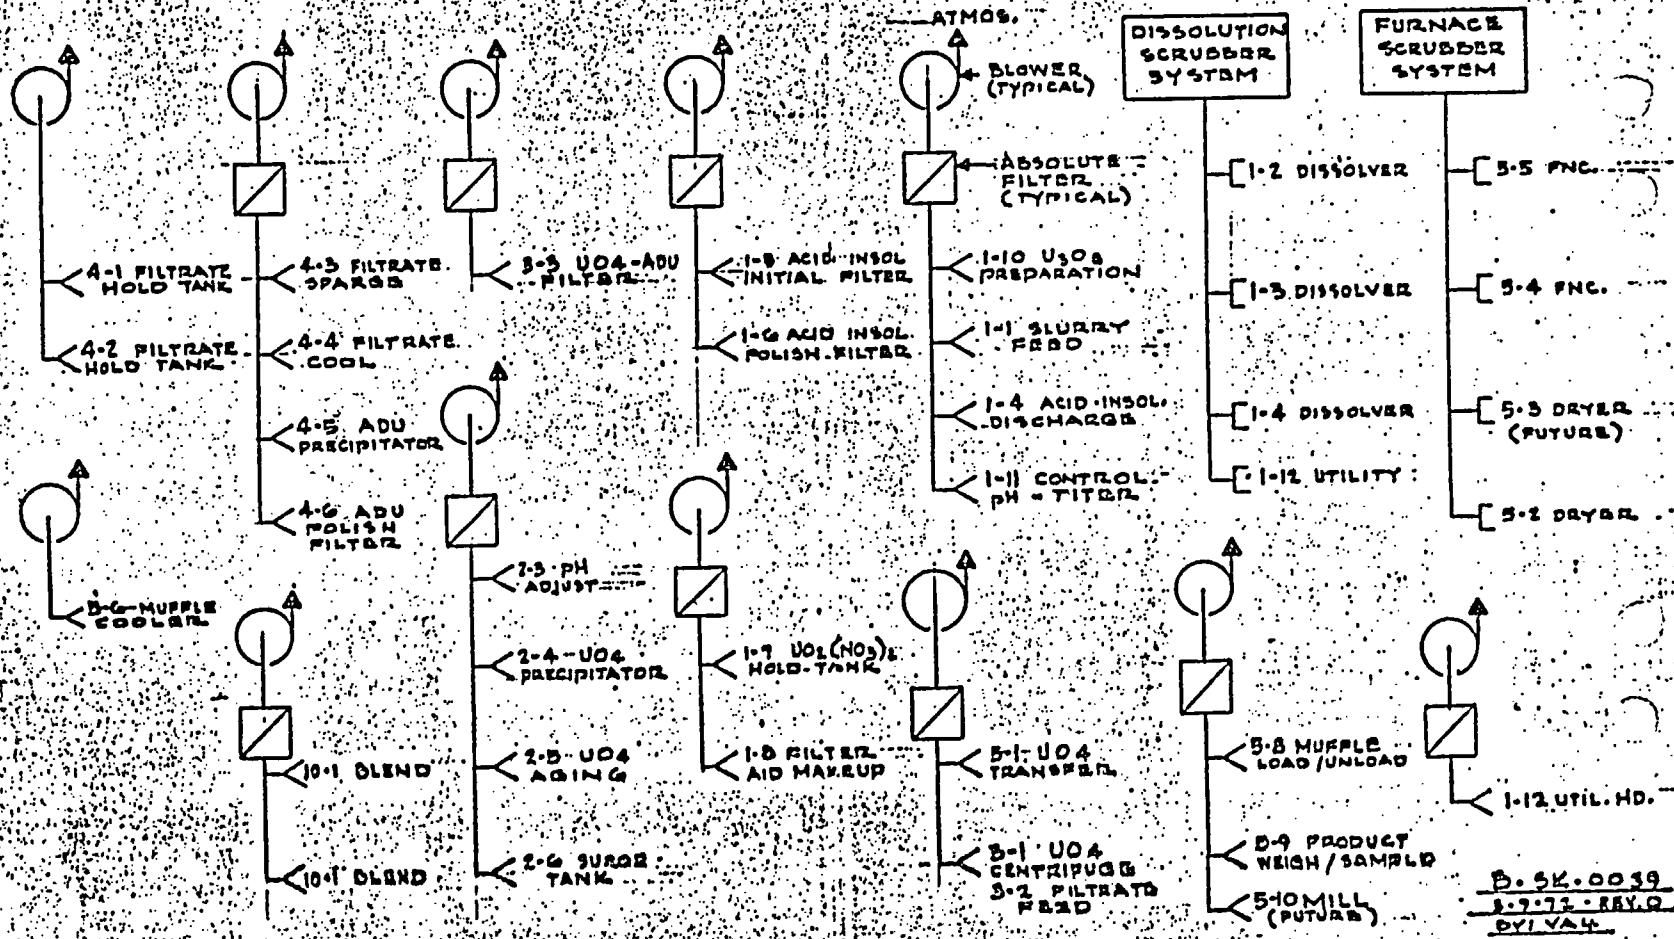 ATMOS.
BLOWER
(TYPICAL)
ABSOLUTE
FILTER
(TYPICAL)
DISSOLUTION
SCRUBBER
SYSTEM
FURNACE
SCRUBBER
SYSTEM
4-1 FILTRATE
HOLD TANK
4-2 FILTRATE
HOLD TANK
4-3 FILTRATE
SPARGE
4-4 FILTRATE
COOL
4-5 ADU
PRECIPITATOR
4-6 ADU
POLISH
FILTER
3-3 UO4-ADU
FILTER
1-5 ACID INSOL
INITIAL FILTER
1-6 ACID INSOL.
POLISH FILTER
1-10 U3O8
PREPARATION
1-1 SLURRY
FEED
1-4 ACID INSOL.
DISCHARGE
1-11 CONTROL
pH - TITER
1-2 DISSOLVER
1-3 DISSOLVER
1-4 DISSOLVER
1-12 UTILITY
5-5 FNC.
5-4 FNC.
5-3 DRYER
(FUTURE)
5-2 DRYER
5-6 MUFFLE
COOLER
10-1 BLEND
10-1 BLEND
2-3 pH
ADJUST
2-4 UO4
PRECIPITATOR
2-5 UO4
AGING
2-6 SURGE
TANK
UO2(NO3)2
HOLD TANK
1-8 FILTER
AID MAKEUP
5-1 UO4
TRANSFER
3-1 UO4
CENTRIFUGE
3-2 FILTRATE
FEED
5-8 MUFFLE
LOAD/UNLOAD
5-9 PRODUCT
WEIGH/SAMPLE
5-10 MILL
(FUTURE)
1-12 UTIL. HD.
B-SK-0039
REV. 0